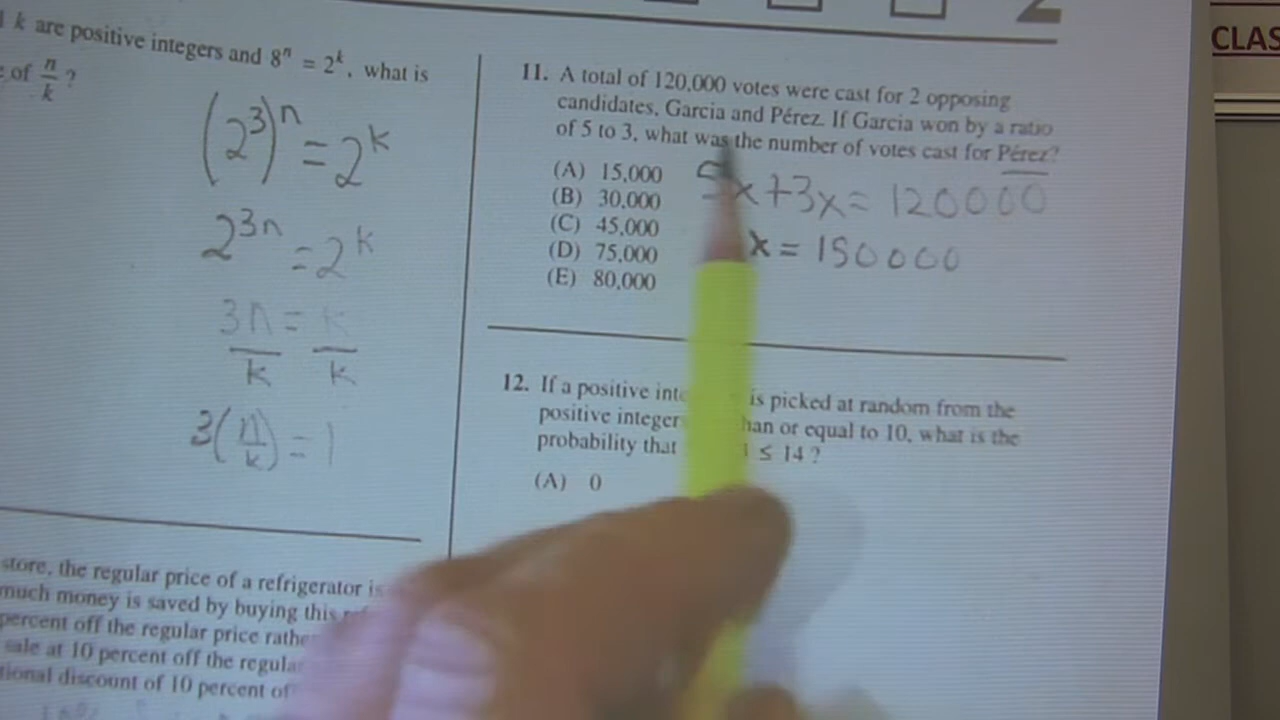 k are positive integers and 8ⁿ = 2ᵏ, what is
of n/k ?
(2³)ⁿ = 2ᵏ
2³ⁿ = 2ᵏ
3n/k = k/k
3(n/k) = 1
store, the regular price of a refrigerator is
much money is saved by buying this
percent off the regular price
sale at 10 percent off the
tional discount of 10 percent of
11. A total of 120,000 votes were cast for 2 opposing
candidates, Garcia and Pérez. If Garcia won by a ratio
of 5 to 3, what was the number of votes cast for Pérez?
(A) 15,000
(B) 30,000
(C) 45,000
(D) 75,000
(E) 80,000
5x+3x = 120000
x = 150000
12. If a positive is picked at random from the
positive than or equal to 10, what is the
probability that ≤ 14 ?
(A) 0
CLAS